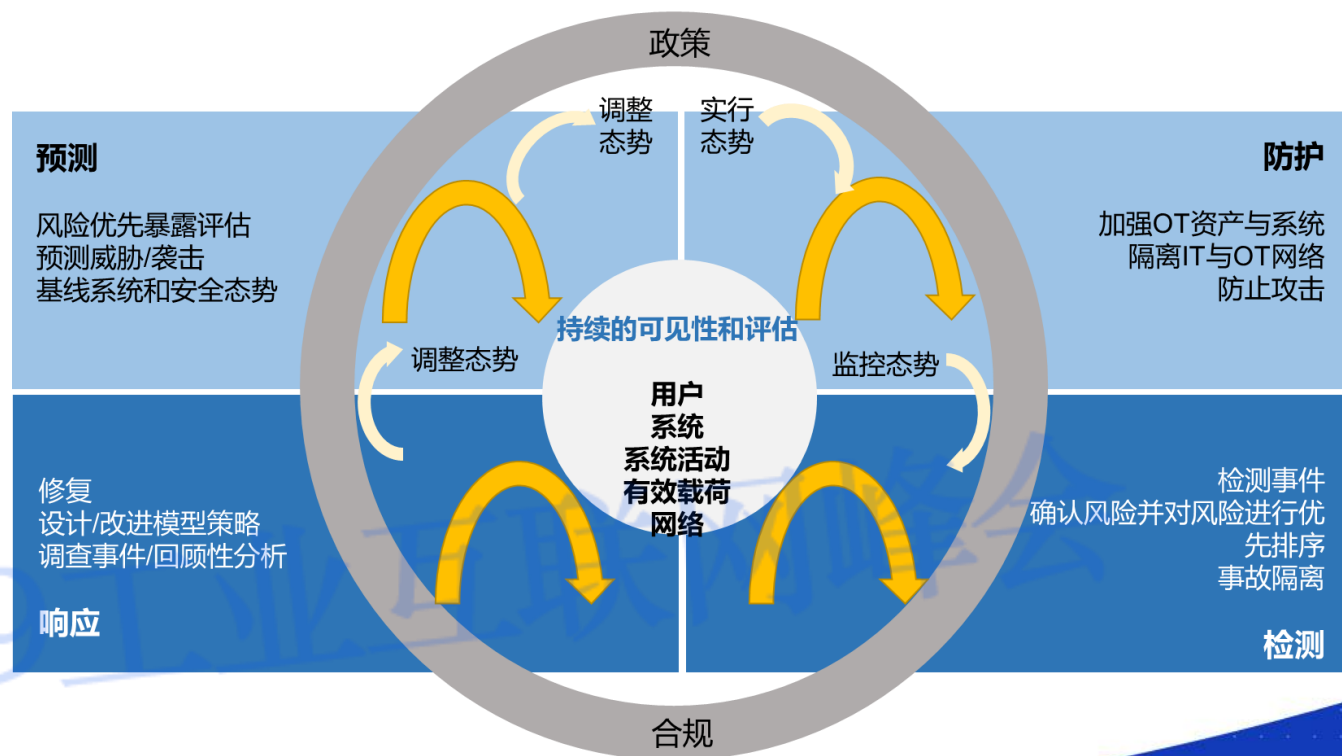 政策
调整
态势
实行
态势
预测
风险优先暴露评估
预测威胁/袭击
基线系统和安全态势
防护
加强OT资产与系统
隔离IT与OT网络
防止攻击
持续的可见性和评估
用户
系统
系统活动
有效载荷
网络
调整态势
监控态势
修复
设计/改进模型策略
调查事件/回顾性分析
响应
检测事件
确认风险并对风险进行优
先排序
事故隔离
检测
合规
9工业互联网峰会